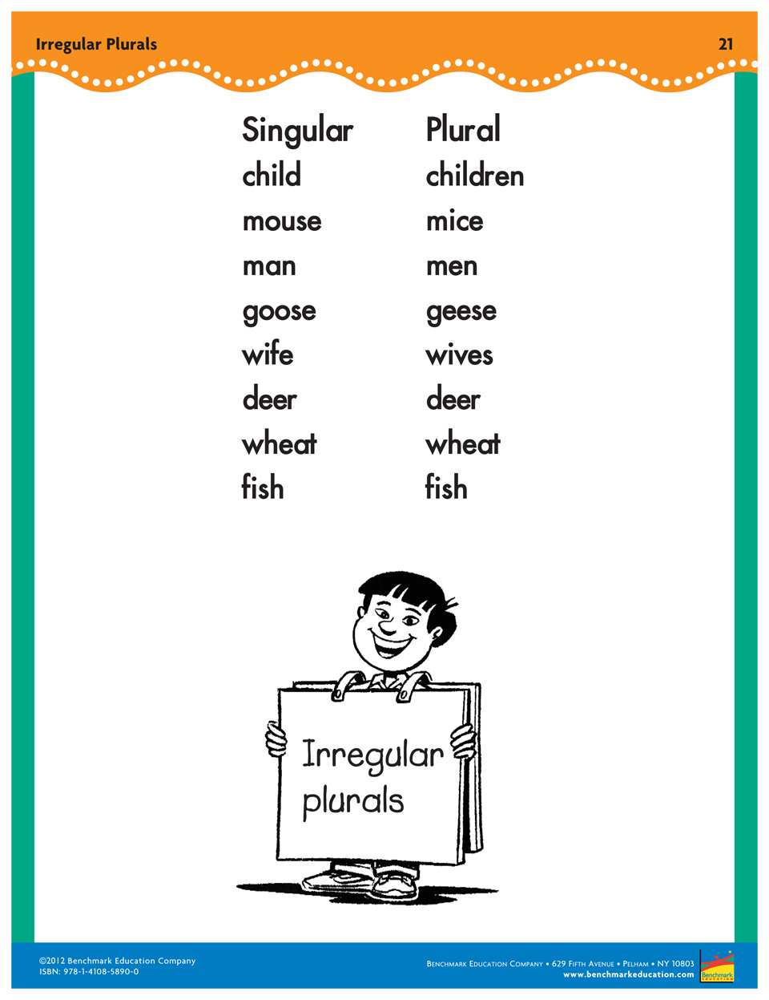 Irregular Plurals 21
Singular Plural
child children
mouse mice
man men
goose geese
wife wives
deer deer
wheat wheat
fish fish
Irregular
plurals
©2012 Benchmark Education Company
ISBN: 978-1-4108-5890-0
Benchmark Education Company • 629 Fifth Avenue • Pelham • NY 10803
www.benchmarkeducation.com
Benchmark
EDUCATION